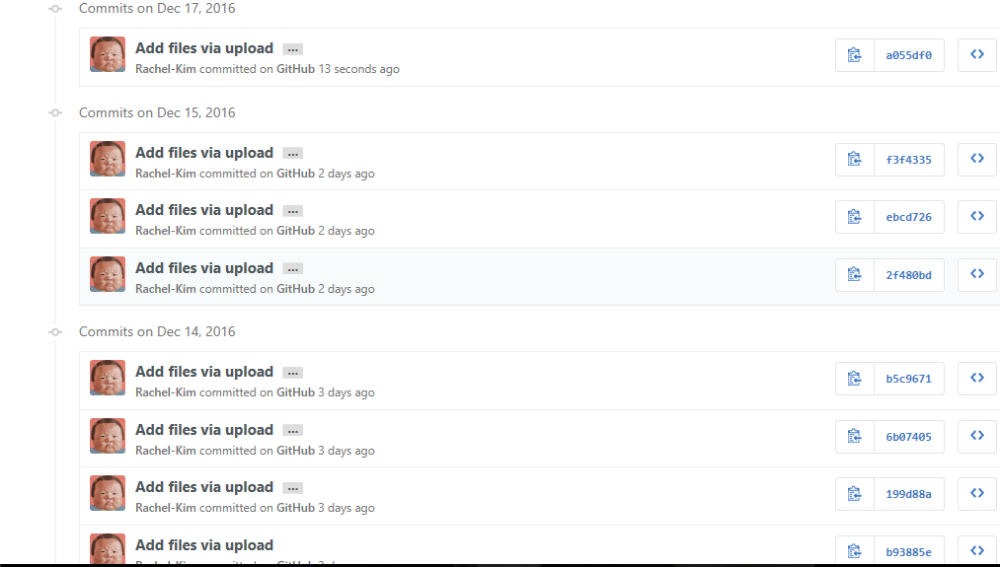 Commits on Dec 17, 2016
Add files via upload ...
Rachel-Kim committed on GitHub 13 seconds ago
a055df0
Commits on Dec 15, 2016
Add files via upload ...
Rachel-Kim committed on GitHub 2 days ago
f3f4335
Add files via upload ...
Rachel-Kim committed on GitHub 2 days ago
ebcd726
Add files via upload ...
Rachel-Kim committed on GitHub 2 days ago
2f480bd
Commits on Dec 14, 2016
Add files via upload ...
Rachel-Kim committed on GitHub 3 days ago
b5c9671
Add files via upload ...
Rachel-Kim committed on GitHub 3 days ago
6b07405
Add files via upload ...
Rachel-Kim committed on GitHub 3 days ago
199d88a
Add files via upload
b93885e